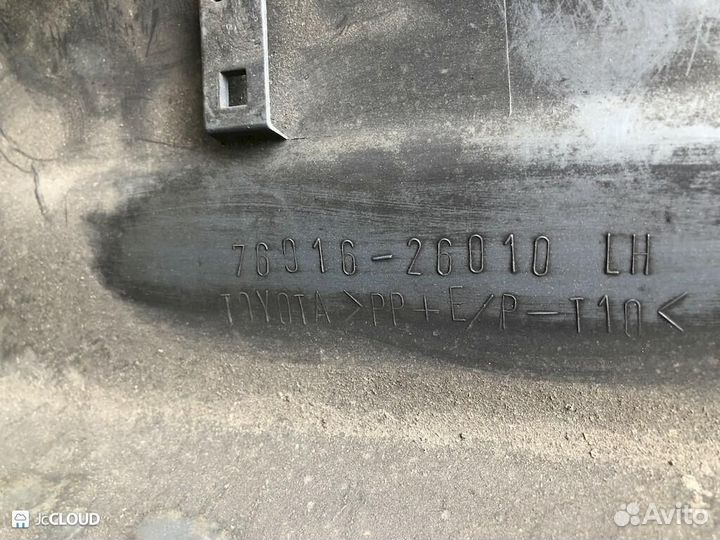 76916-26010 LH
TOYOTA >PP+E/P-T10<
JCCLOUD
Avito